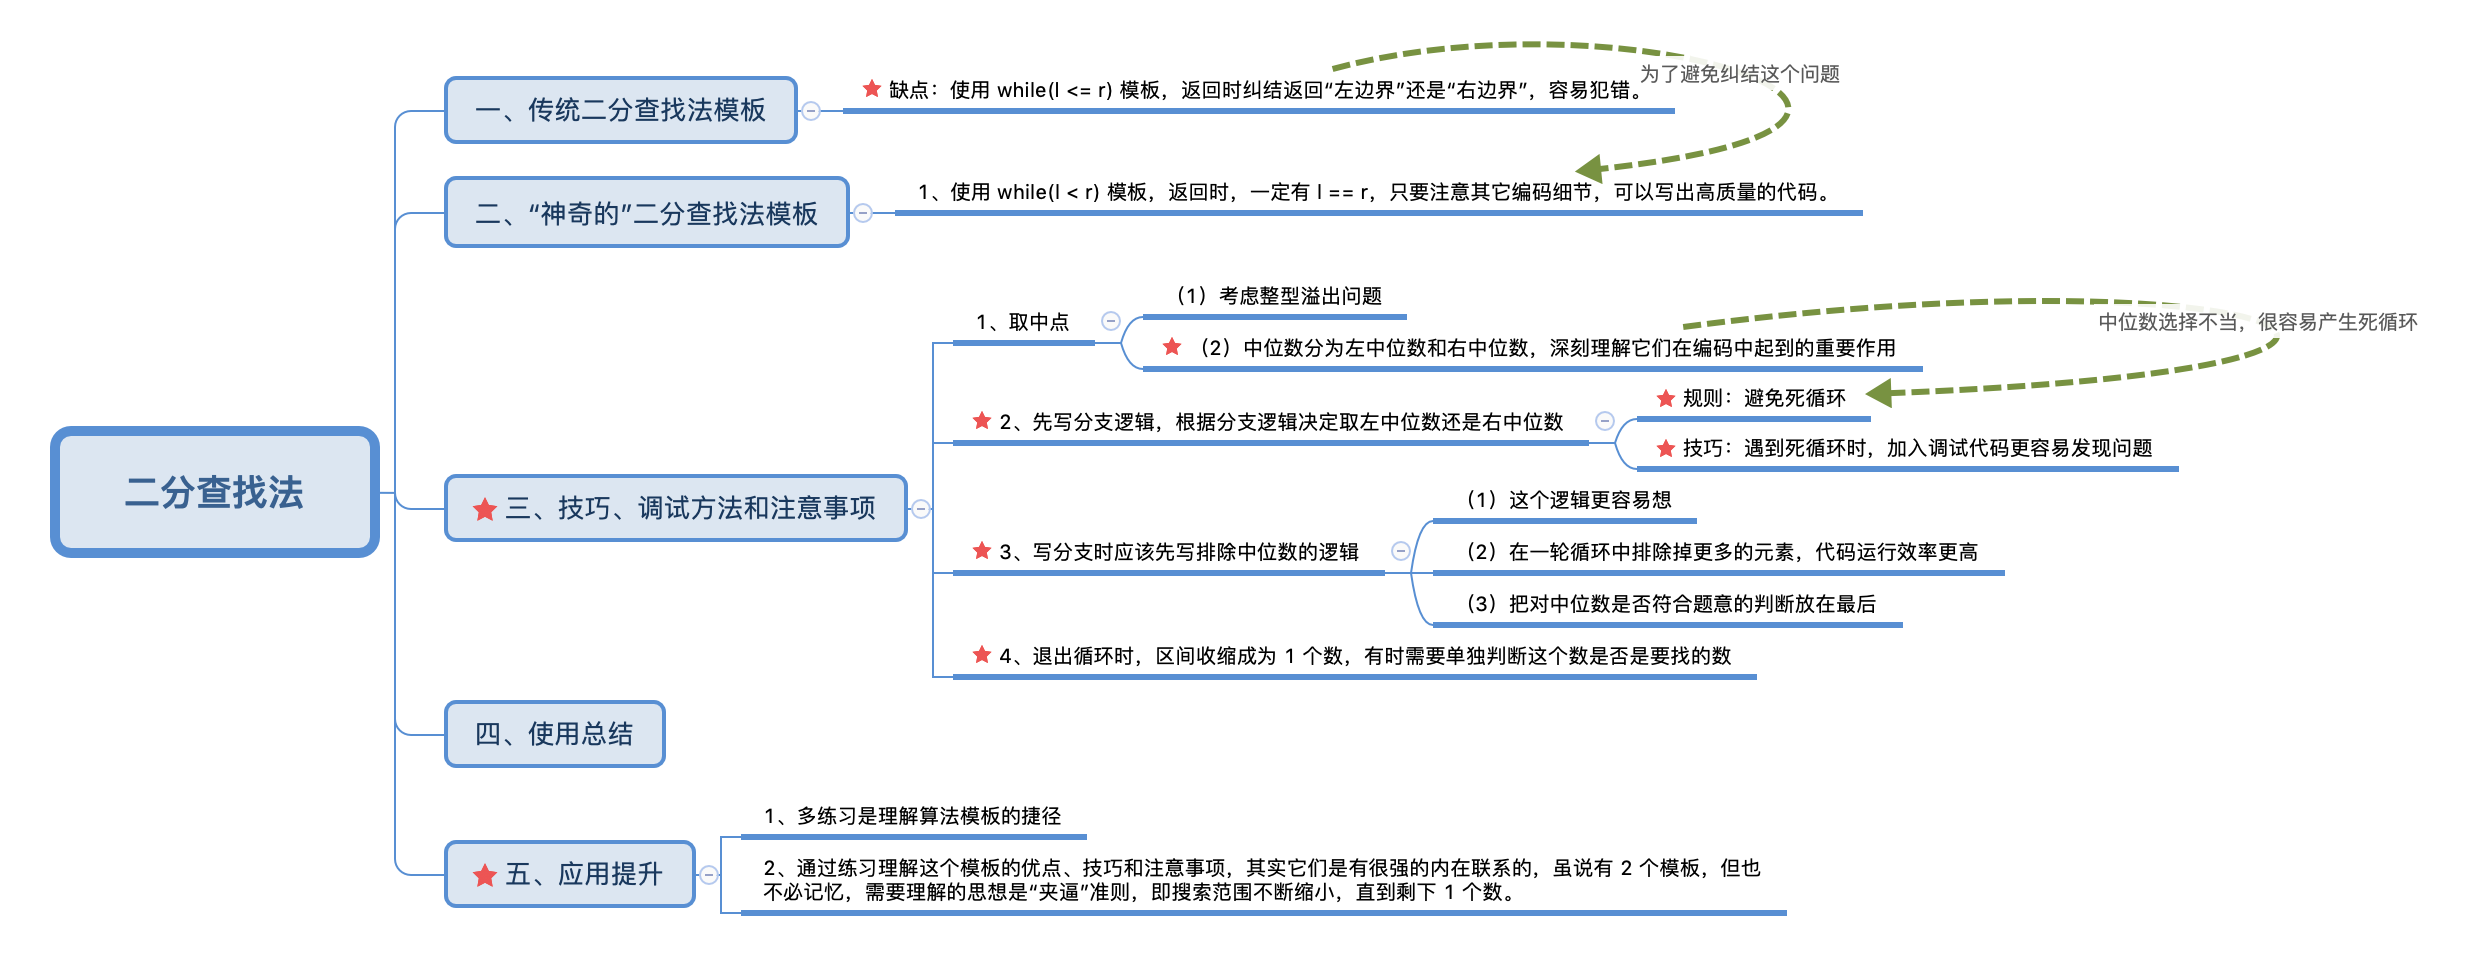 二分查找法
一、传统二分查找法模板
缺点：使用 while(l <= r) 模板，返回时纠结返回“左边界”还是“右边界”，容易犯错。
为了避免纠结这个问题
二、“神奇的”二分查找法模板
1、使用 while(l < r) 模板，返回时，一定有 l == r，只要注意其它编码细节，可以写出高质量的代码。
三、技巧、调试方法和注意事项
1、取中点
（1）考虑整型溢出问题
（2）中位数分为左中位数和右中位数，深刻理解它们在编码中起到的重要作用
中位数选择不当，很容易产生死循环
2、先写分支逻辑，根据分支逻辑决定取左中位数还是右中位数
规则：避免死循环
技巧：遇到死循环时，加入调试代码更容易发现问题
3、写分支时应该先写排除中位数的逻辑
（1）这个逻辑更容易想
（2）在一轮循环中排除掉更多的元素，代码运行效率更高
（3）把对中位数是否符合题意的判断放在最后
4、退出循环时，区间收缩成为 1 个数，有时需要单独判断这个数是否是要找的数
四、使用总结
五、应用提升
1、多练习是理解算法模板的捷径
2、通过练习理解这个模板的优点、技巧和注意事项，其实它们是有很强的内在联系的，虽说有 2 个模板，但也
不必记忆，需要理解的思想是“夹逼”准则，即搜索范围不断缩小，直到剩下 1 个数。